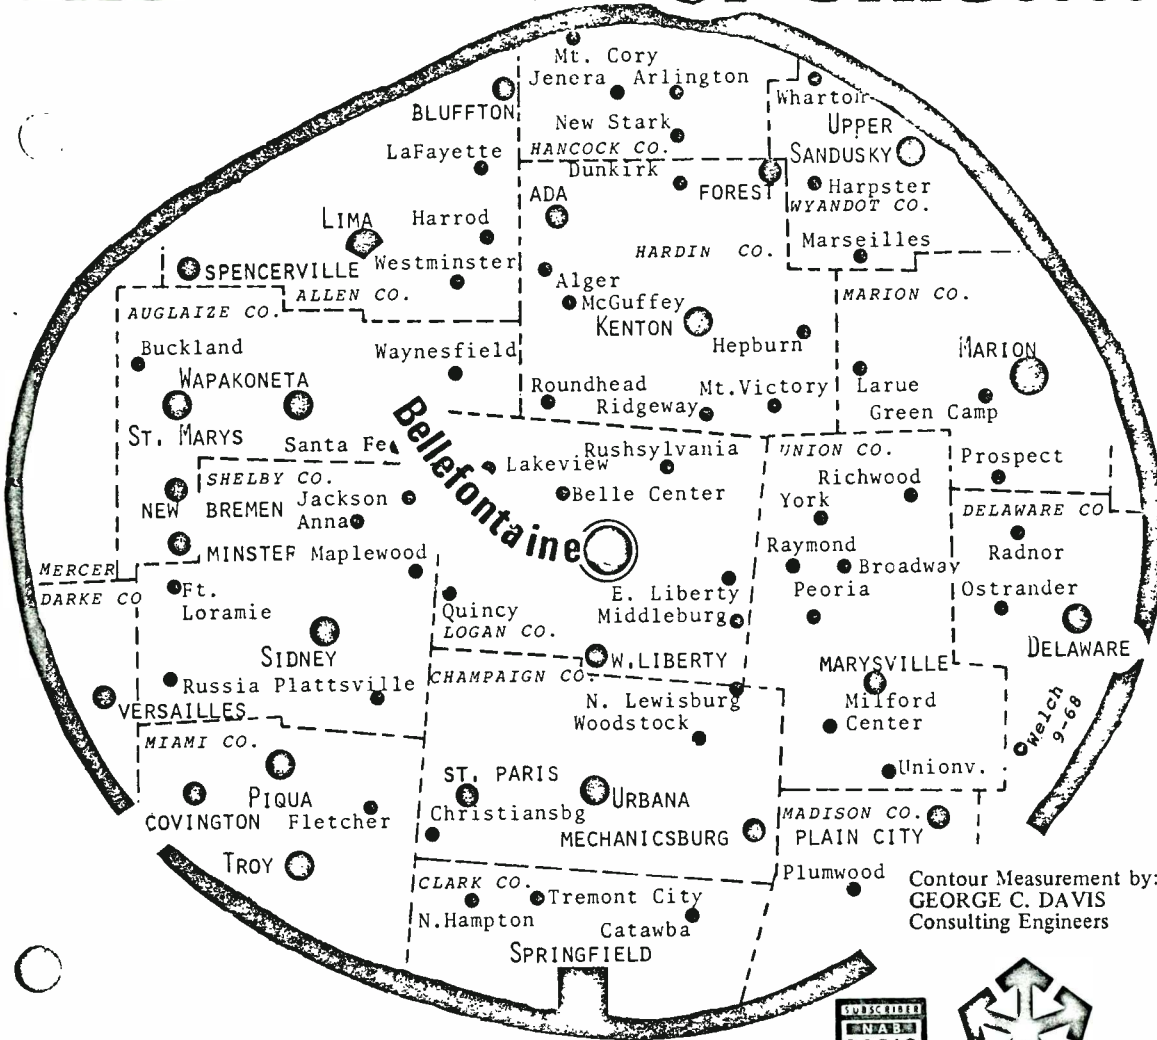 Mt. Cory
Jenera Arlington
Wharton
BLUFFTON
UPPER
SANDUSKY
New Stark
HANCOCK CO.
LaFayette
Dunkirk
FOREST
Harpster
WYANDOT CO.
ADA
LIMA
Harrod
HARDIN CO.
Marseilles
SPENCERVILLE
Westminster
ALLEN CO.
Alger
McGuffey
MARION CO.
AUGLAIZE CO.
KENTON
Hepburn
Buckland
Waynesfield
MARION
WAPAKONETA
Roundhead
Mt.Victory
Larue
Ridgeway
Green Camp
ST. MARYS
Santa Fe
Bellefontaine
Rushsylvania
UNION CO.
Prospect
Lakeview
SHELBY CO.
Richwood
NEW BREMEN
Jackson
Belle Center
York
DELAWARE CO
Anna
MINSTER
Maplewood
Raymond
Radnor
MERCER
Broadway
DARKE CO
Ft.
Loramie
E. Liberty
Peoria
Ostrander
Quincy
Middleburg
LOGAN CO.
SIDNEY
W.LIBERTY
MARYSVILLE
DELAWARE
CHAMPAIGN CO.
Russia Plattsville
N. Lewisburg
Milford
Center
VERSAILLES
Woodstock
Welch
9-68
MIAMI CO.
Unionv.
ST. PARIS
PIQUA
URBANA
Christiansbg
MADISON CO.
COVINGTON Fletcher
MECHANICSBURG
PLAIN CITY
TROY
CLARK CO.
Plumwood
Tremont City
N.Hampton
Catawba
SPRINGFIELD
Contour Measurement by:
GEORGE C. DAVIS
Consulting Engineers
SUBSCRIBER
NAB